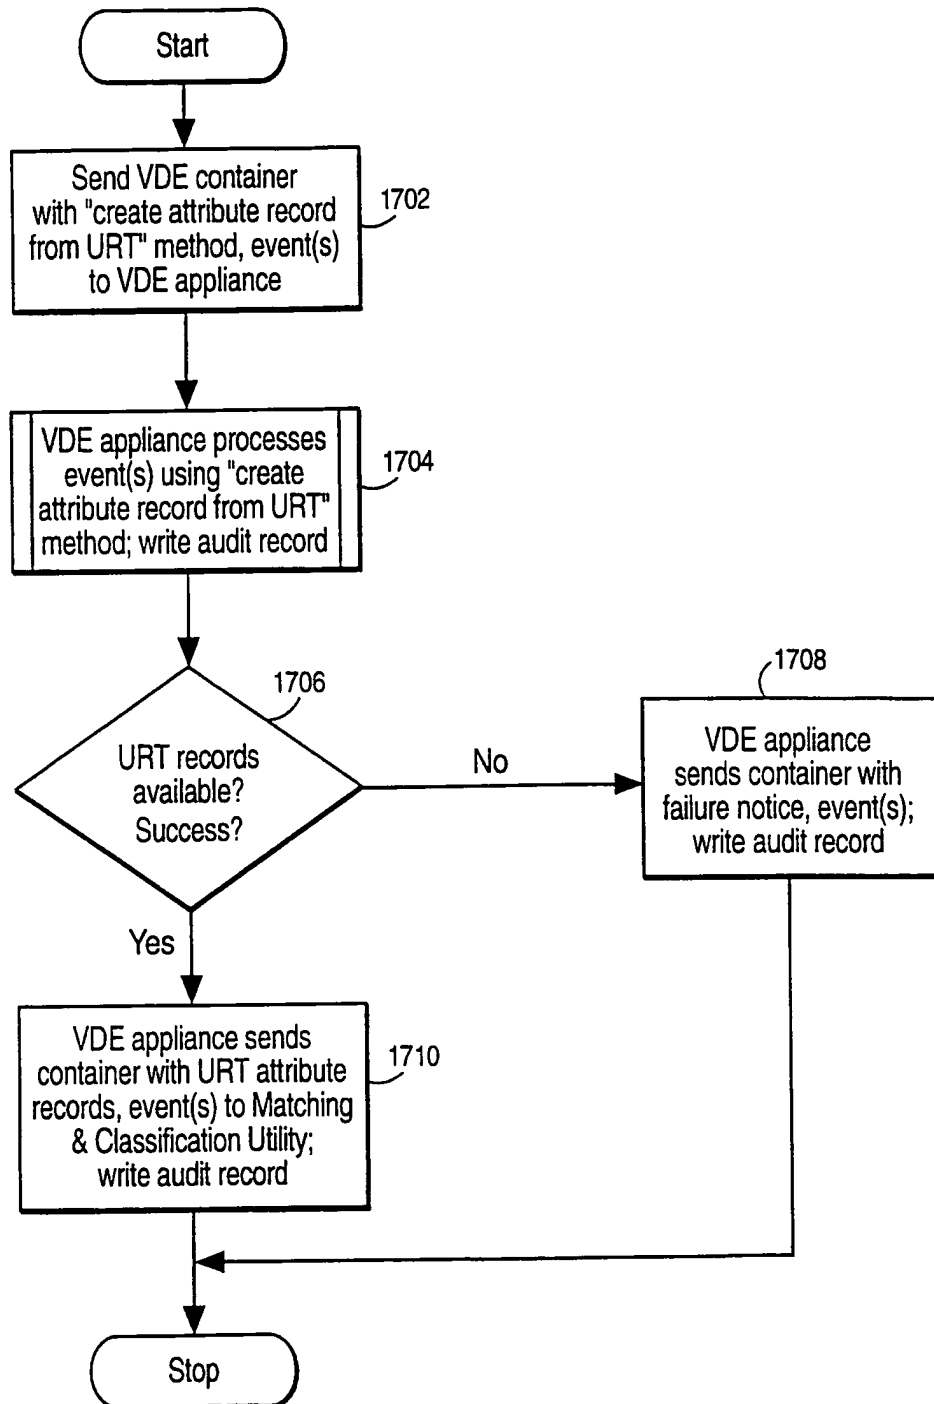 Start
Send VDE container
with "create attribute record
from URT" method, event(s)
to VDE appliance
1702
VDE appliance processes
event(s) using "create
attribute record from URT"
method; write audit record
1704
1706
URT records
available?
Success?
No
1708
VDE appliance
sends container with
failure notice, event(s);
write audit record
Yes
VDE appliance sends
container with URT attribute
records, event(s) to Matching
& Classification Utility;
write audit record
1710
Stop